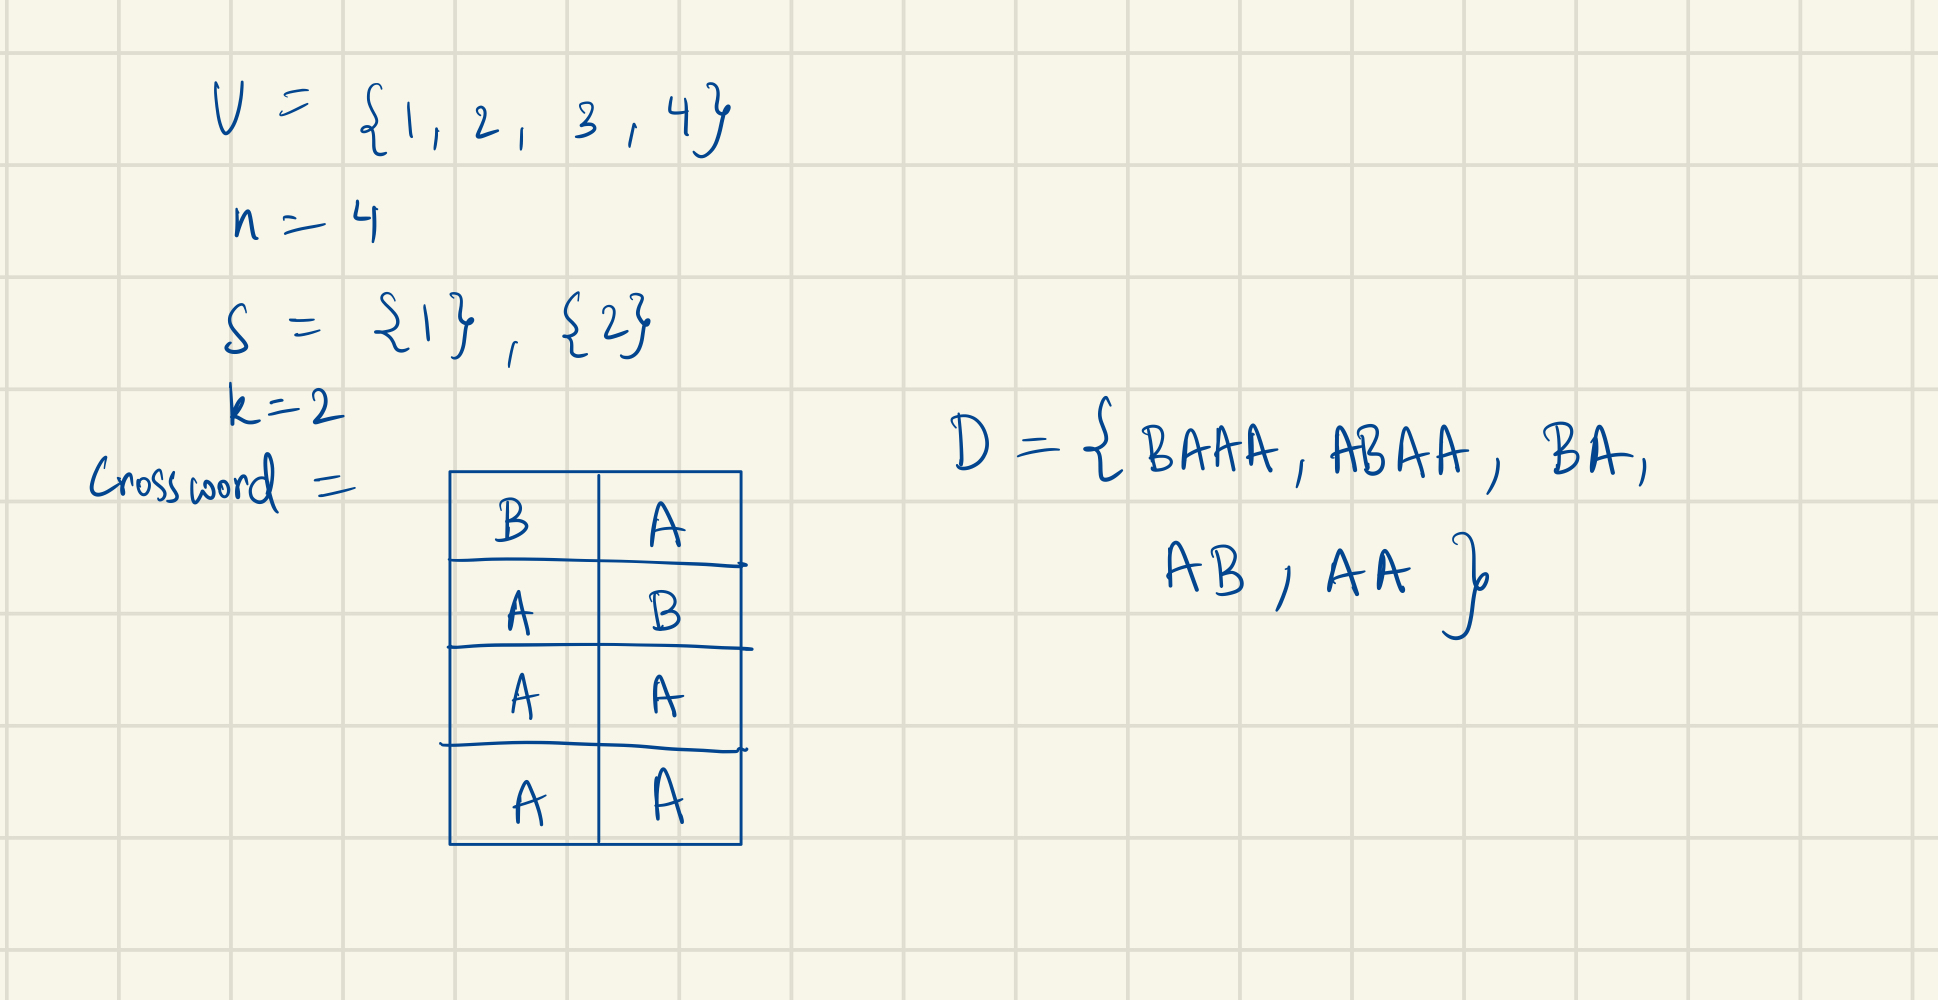 U = {1, 2, 3, 4}
n = 4
S = {1}, {2}
k = 2
Crossword =
B A
A B
A A
A A
D = { BAAA, ABAA, BA,
AB, AA }